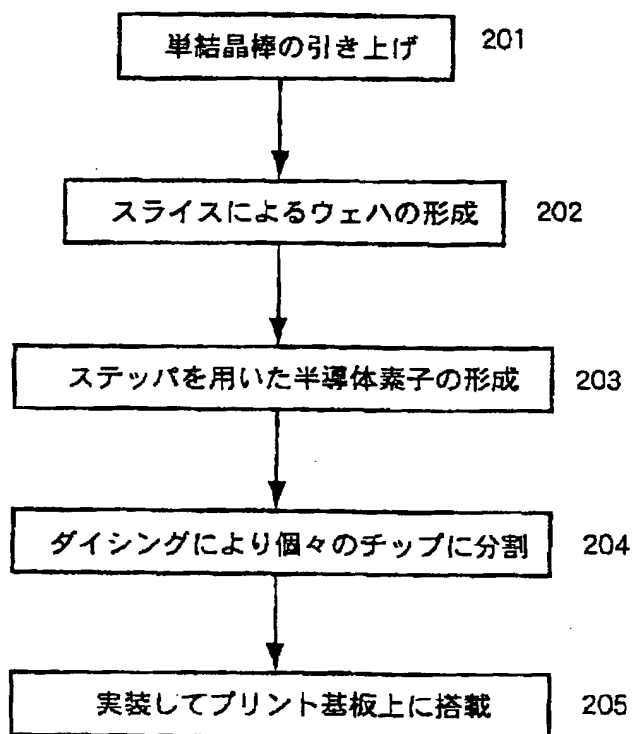 単結晶棒の引き上げ 201
スライスによるウェハの形成 202
ステッパを用いた半導体素子の形成 203
ダイシングにより個々のチップに分割 204
実装してプリント基板上に搭載 205